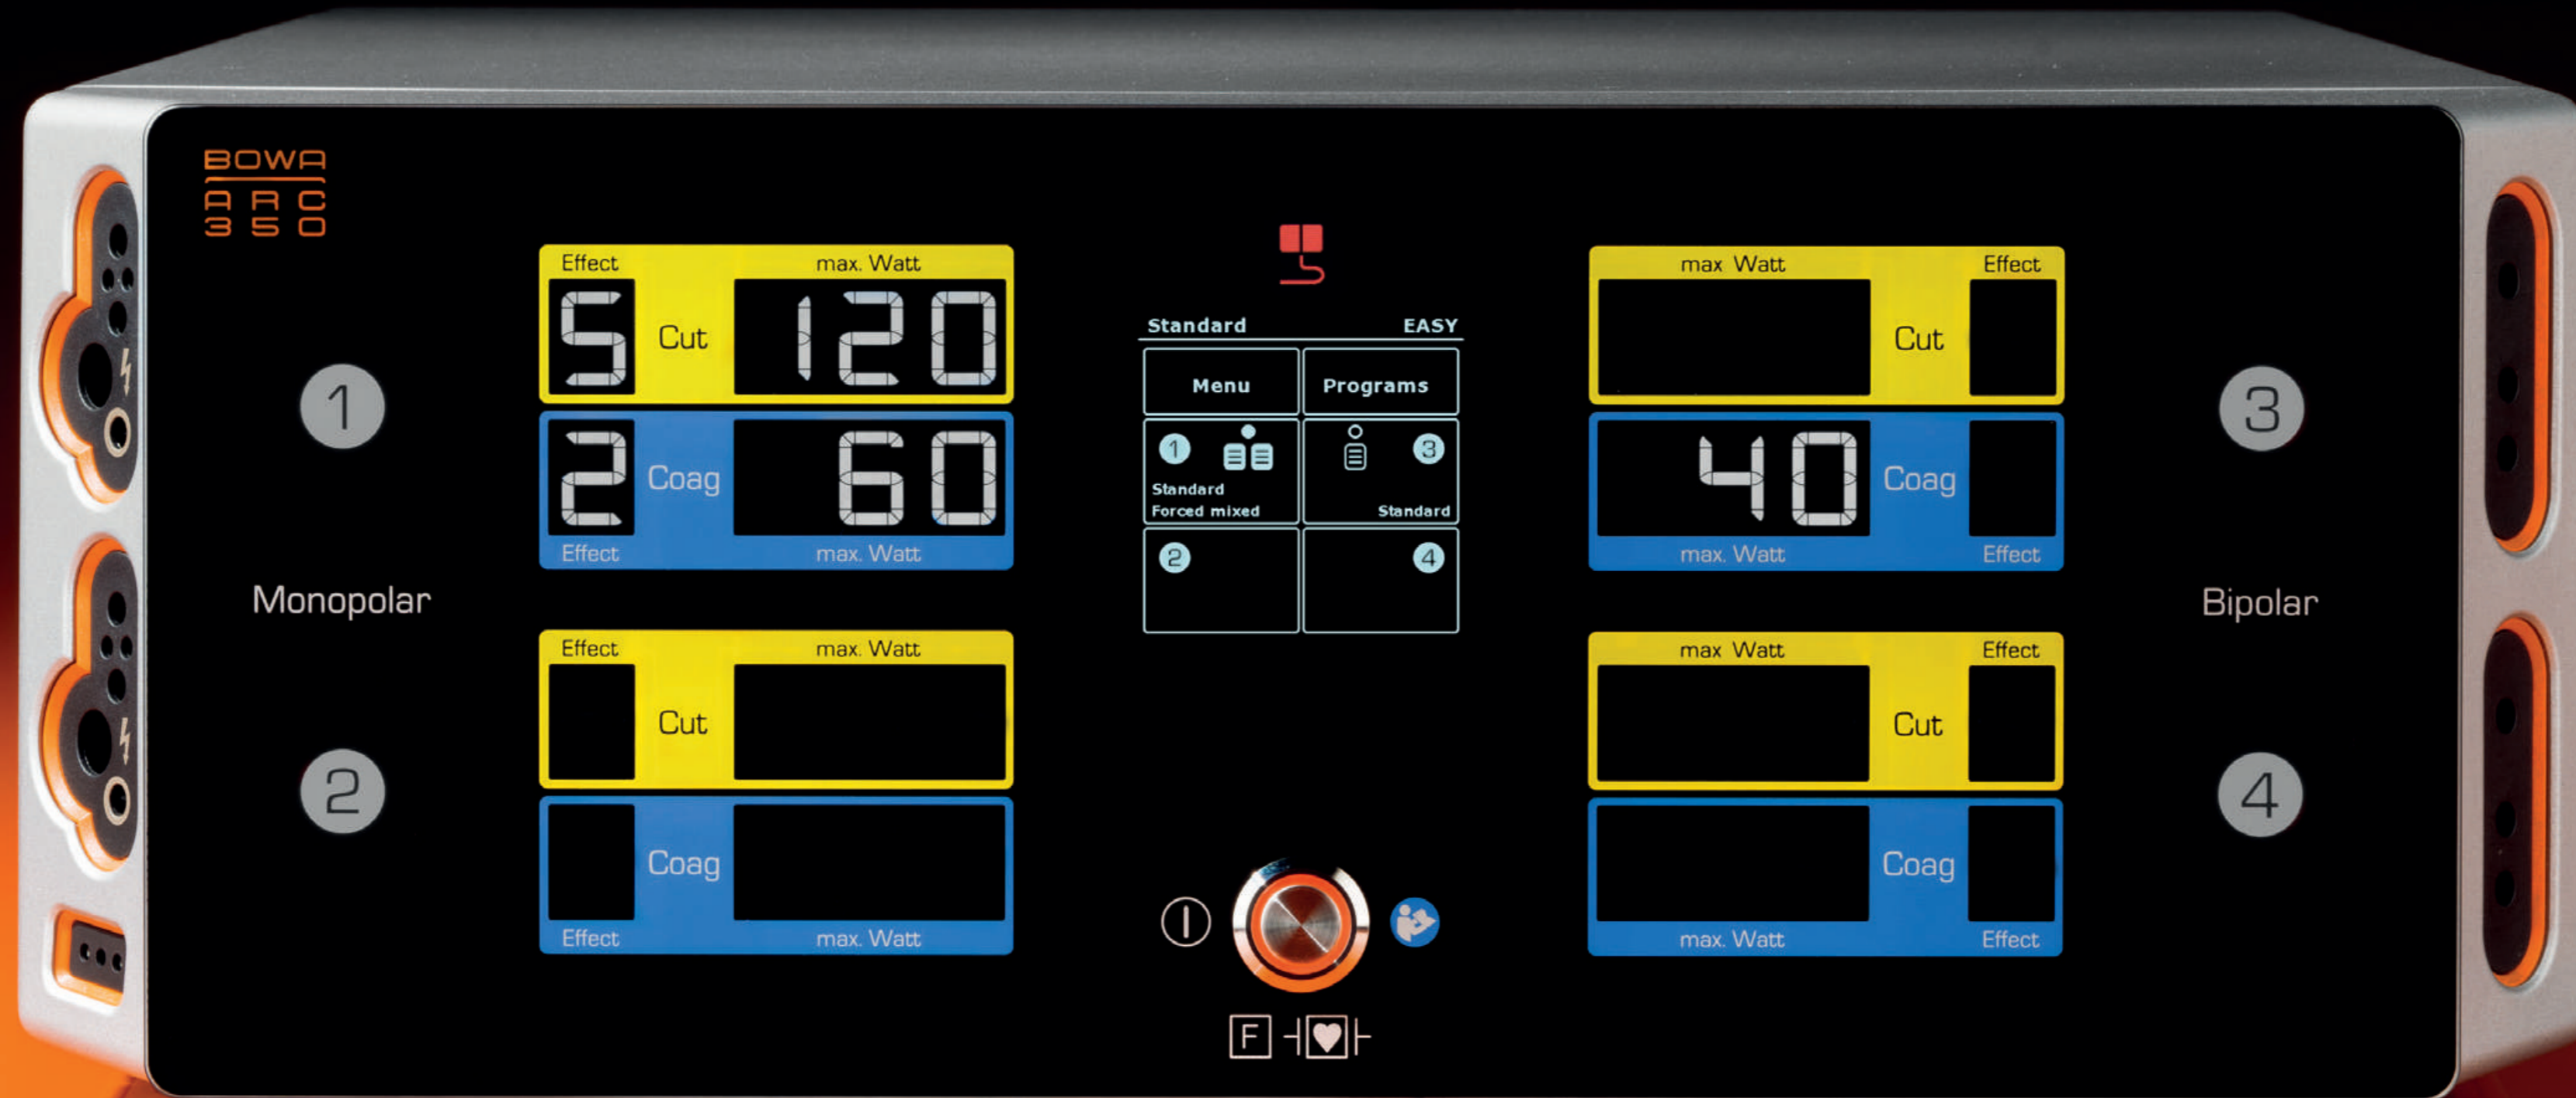 BOWA
ARC
350
1
Effect max. Watt
5 Cut 120
2 Coag 60
Effect max. Watt
Monopolar
2
Effect max. Watt
Cut
Coag
Effect max. Watt
Standard EASY
Menu Programs
1 3
Standard
Forced mixed Standard
2 4
F
max Watt Effect
Cut
40 Coag
max. Watt Effect
3
Bipolar
max Watt Effect
Cut
Coag
max. Watt Effect
4